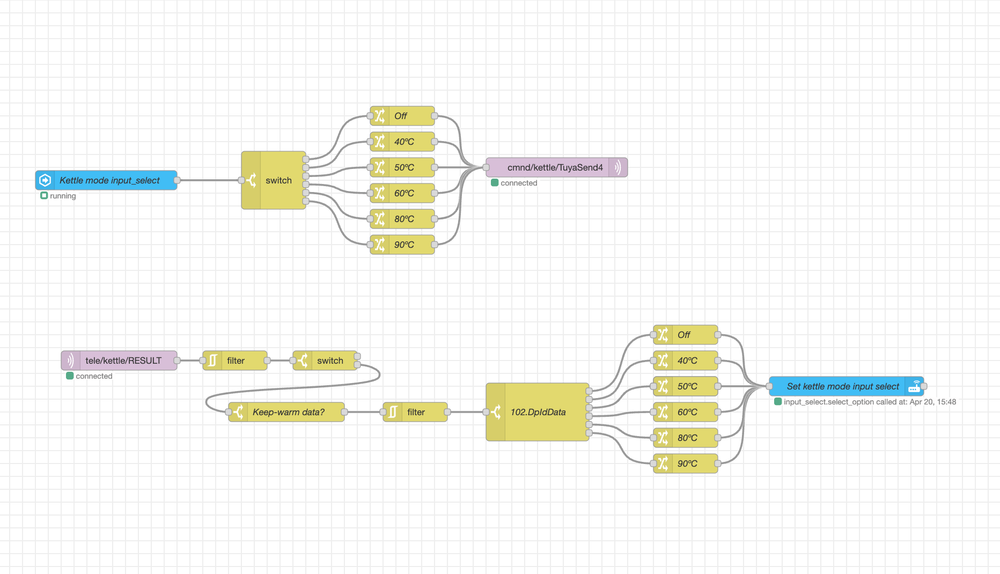 Off
40ºC
50ºC
60ºC
80ºC
90ºC
Kettle mode input_select
running
switch
cmnd/kettle/TuyaSend4
connected
tele/kettle/RESULT
connected
filter
switch
Keep-warm data?
filter
102.DpIdData
Off
40ºC
50ºC
60ºC
80ºC
90ºC
Set kettle mode input select
input_select.select_option called at: Apr 20, 15:48